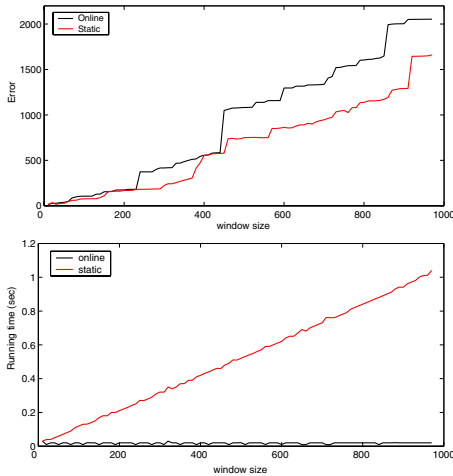 Online
Static
2000
1500
1000
500
0
Error
0 200 400 600 800 1000
window size
online
static
1.2
1
0.8
0.6
0.4
0.2
0
Running time (sec)
0 200 400 600 800 1000
window size